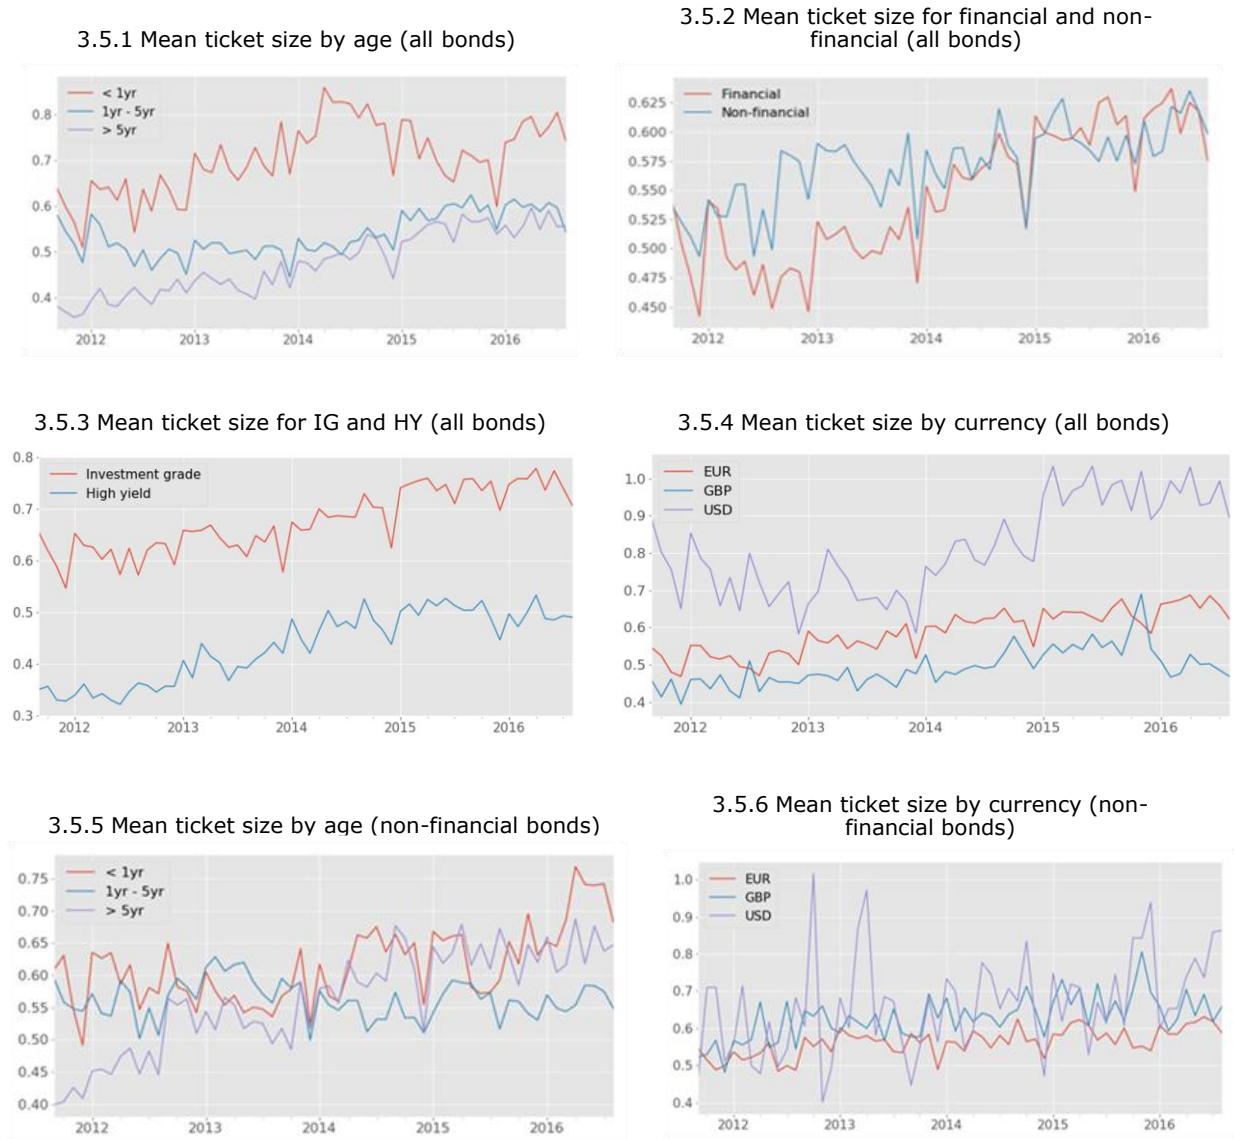 3.5.1 Mean ticket size by age (all bonds)
< 1yr
1yr - 5yr
> 5yr
0.8
0.7
0.6
0.5
0.4
2012 2013 2014 2015 2016
3.5.2 Mean ticket size for financial and non-
financial (all bonds)
Financial
Non-financial
0.625
0.600
0.575
0.550
0.525
0.500
0.475
0.450
2012 2013 2014 2015 2016
3.5.3 Mean ticket size for IG and HY (all bonds)
Investment grade
High yield
0.8
0.7
0.6
0.5
0.4
0.3
2012 2013 2014 2015 2016
3.5.4 Mean ticket size by currency (all bonds)
EUR
GBP
USD
1.0
0.9
0.8
0.7
0.6
0.5
0.4
2012 2013 2014 2015 2016
3.5.5 Mean ticket size by age (non-financial bonds)
< 1yr
1yr - 5yr
> 5yr
0.75
0.70
0.65
0.60
0.55
0.50
0.45
0.40
2012 2013 2014 2015 2016
3.5.6 Mean ticket size by currency (non-
financial bonds)
EUR
GBP
USD
1.0
0.9
0.8
0.7
0.6
0.5
0.4
2012 2013 2014 2015 2016